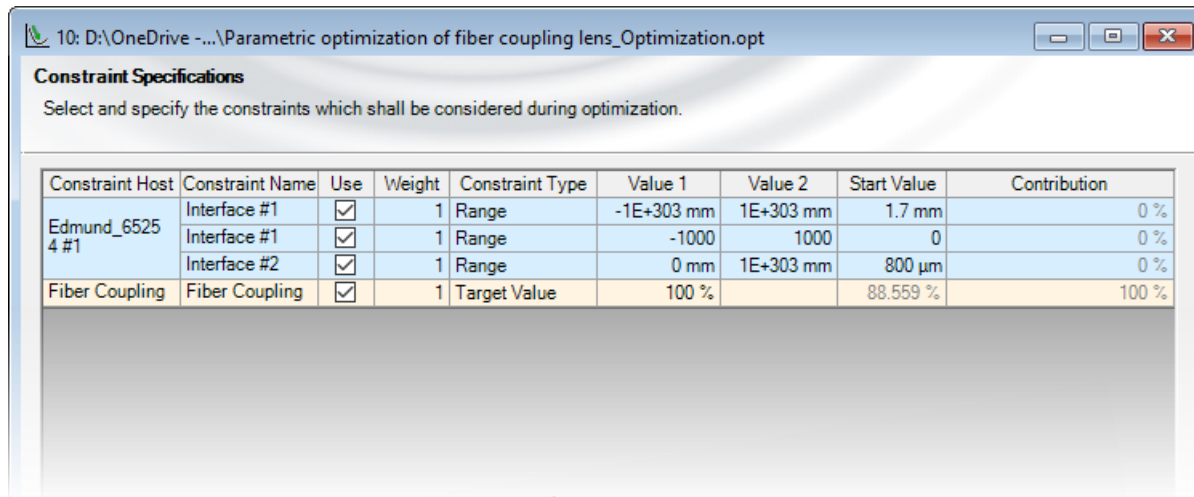 10: D:\OneDrive -...\Parametric optimization of fiber coupling lens_Optimization.opt
Constraint Specifications
Select and specify the constraints which shall be considered during optimization.
Constraint Host Constraint Name Use Weight Constraint Type Value 1 Value 2 Start Value Contribution
Edmund_6525
4 #1
Interface #1 1 Range -1E+303 mm 1E+303 mm 1.7 mm 0 %
Interface #1 1 Range -1000 1000 0 0 %
Interface #2 1 Range 0 mm 1E+303 mm 800 µm 0 %
Fiber Coupling Fiber Coupling 1 Target Value 100 % 88.559 % 100 %